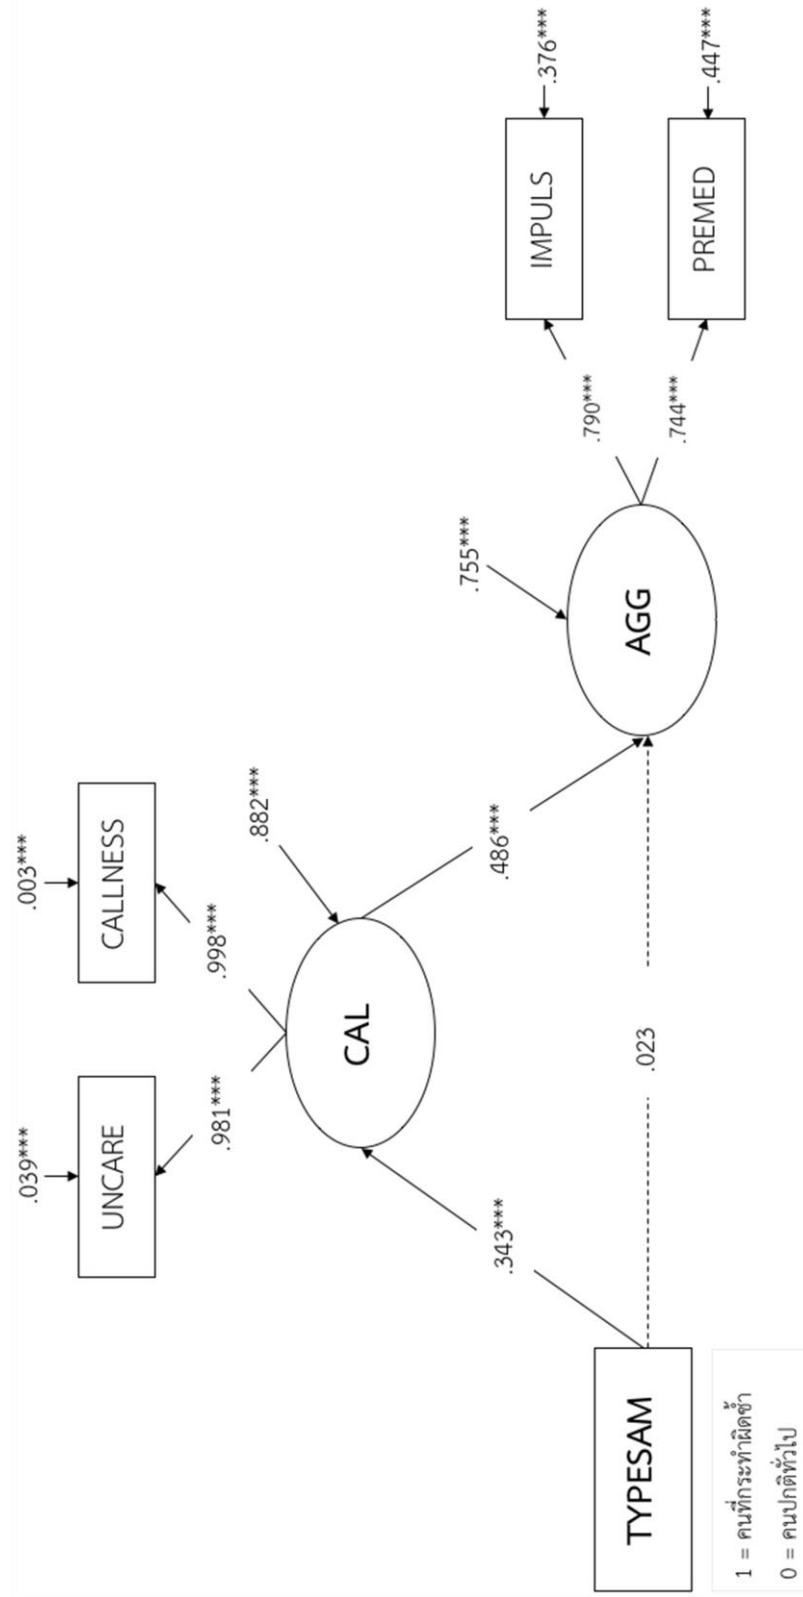 .039***
.003***
UNCARE
CALLNESS
.981***
.998***
.882***
CAL
.343***
.486***
.755***
.376***
IMPULS
.790***
AGG
.023
.744***
TYPESAM
PREMED
.447***
1 = คนที่กระทำผิดซ้ำ
0 = คนปกติทั่วไป